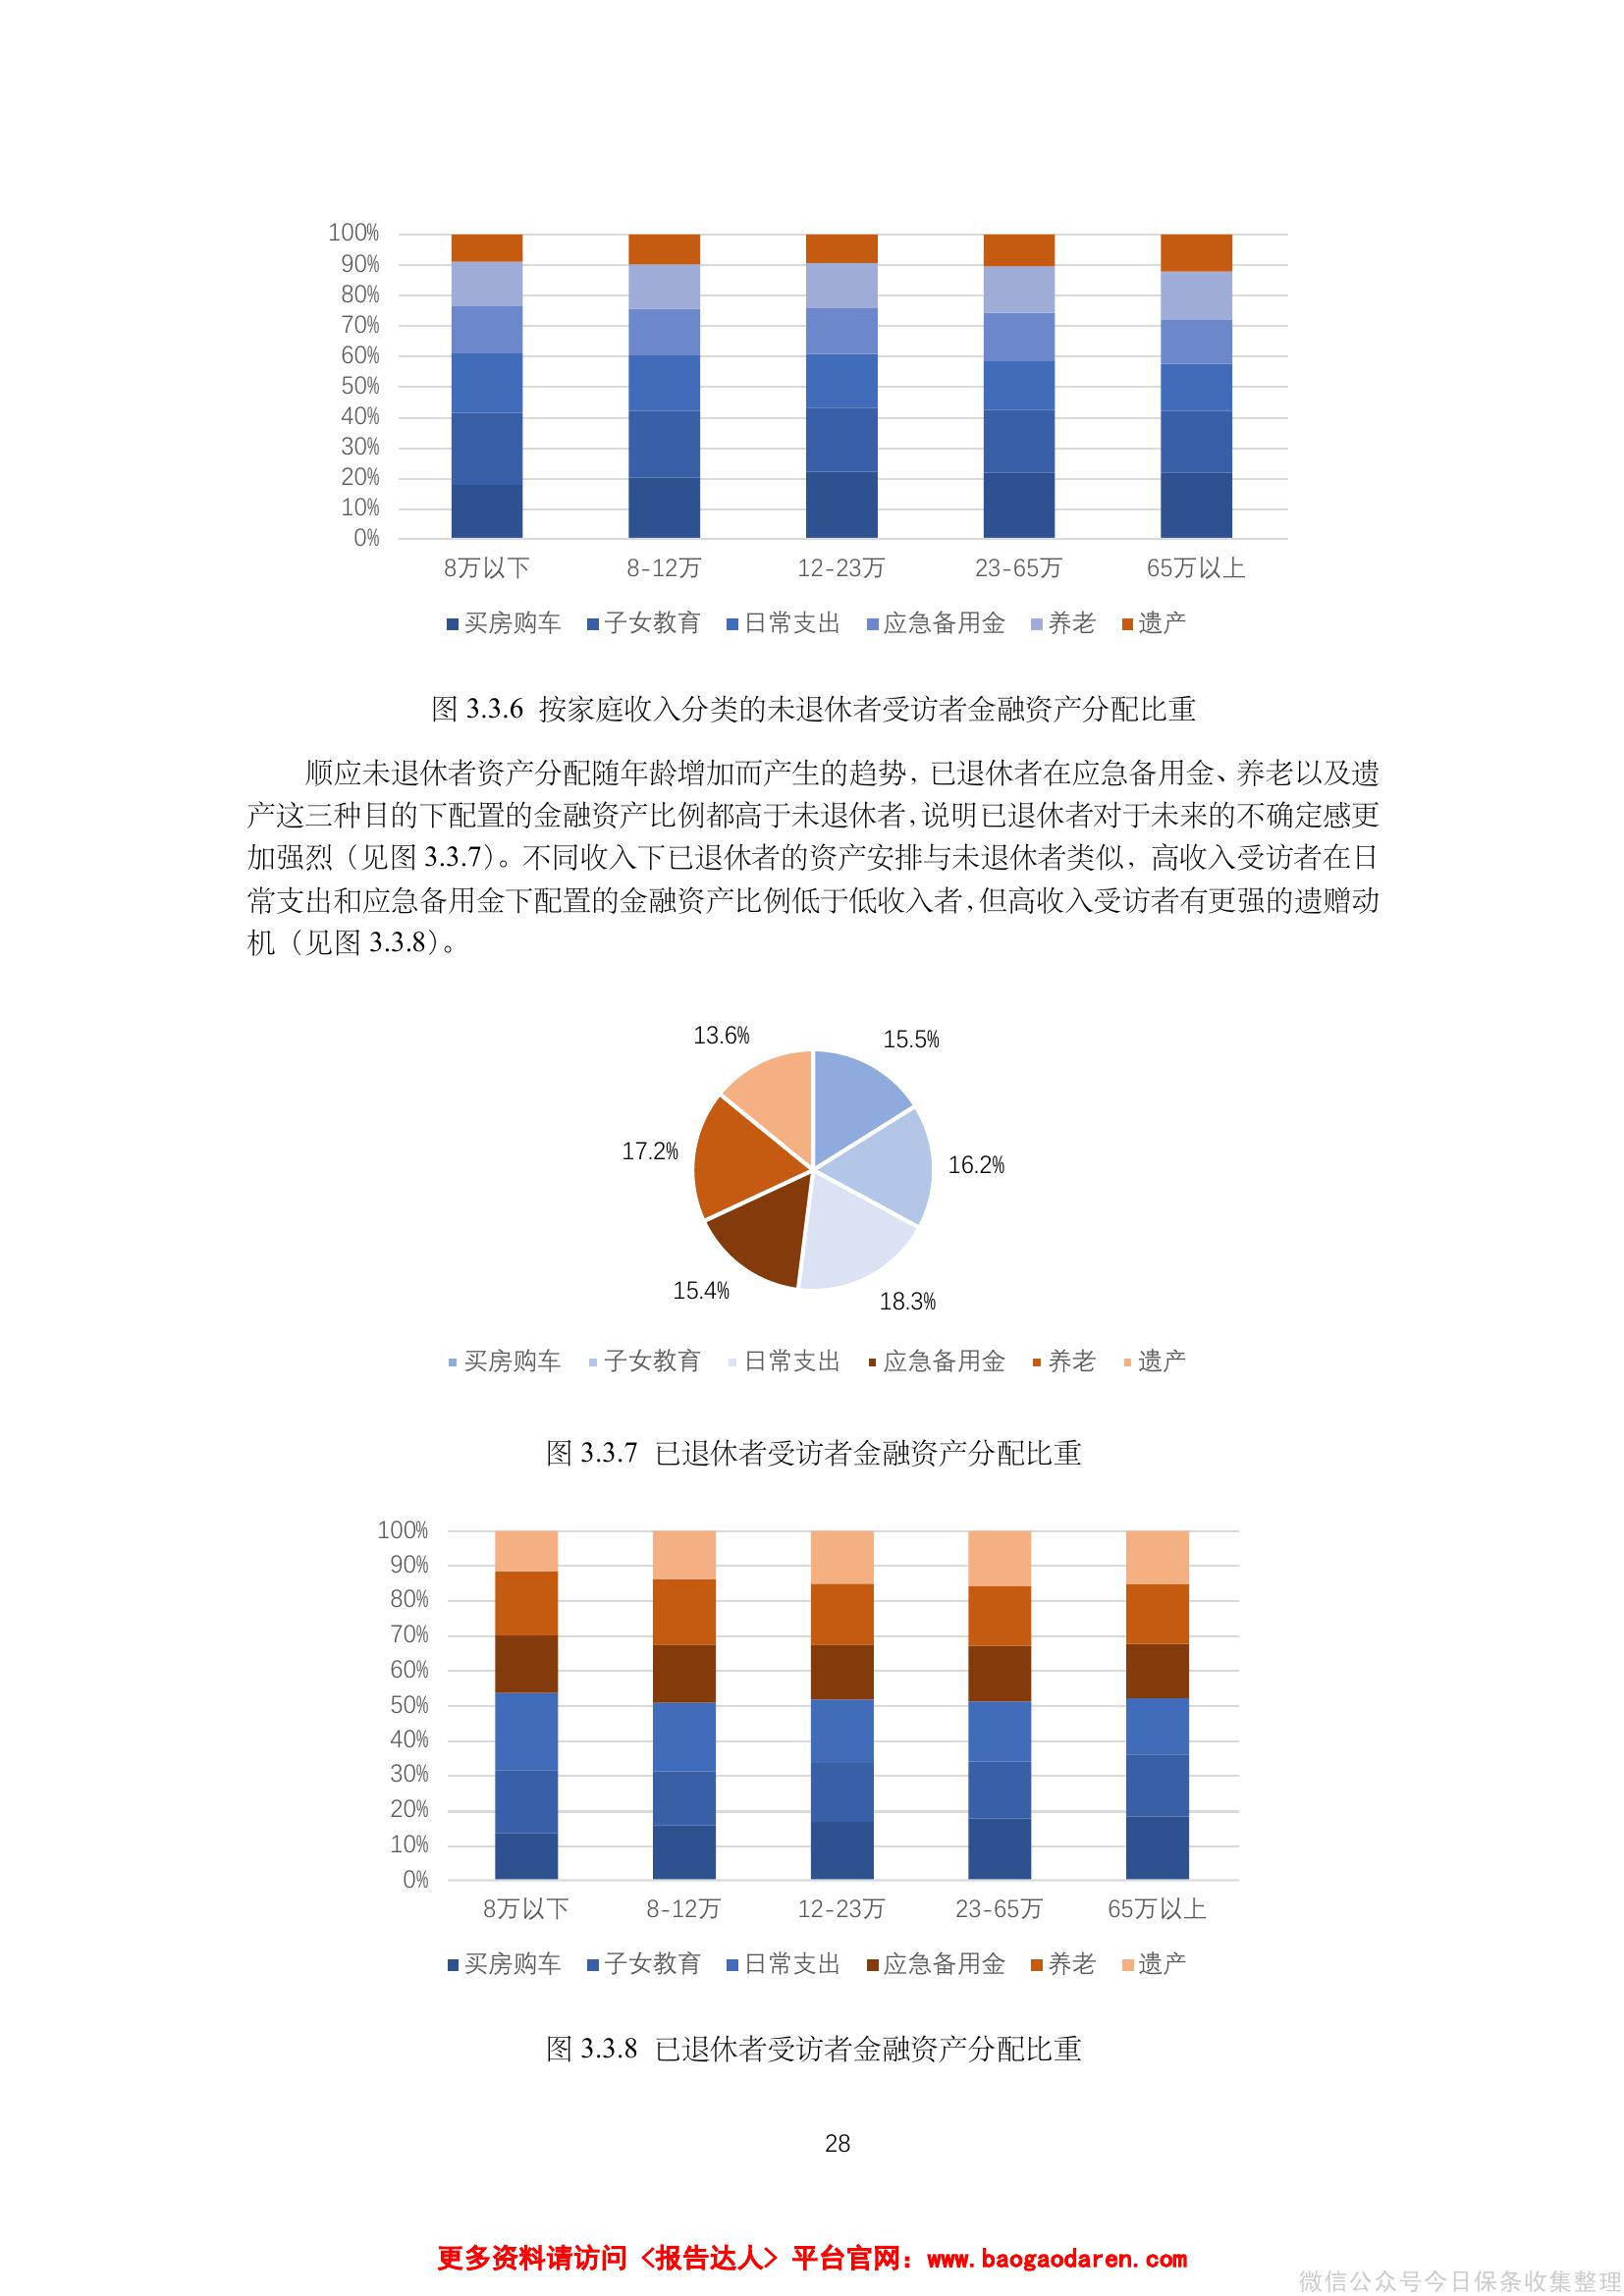 100%
90%
80%
70%
60%
50%
40%
30%
20%
10%
0%
8万以下 8-12万 12-23万 23-65万 65万以上
买房购车 子女教育 日常支出 应急备用金 养老 遗产
图 3.3.6 按家庭收入分类的未退休者受访者金融资产分配比重
顺应未退休者资产分配随年龄增加而产生的趋势，已退休者在应急备用金、养老以及遗
产这三种目的下配置的金融资产比例都高于未退休者，说明已退休者对于未来的不确定感更
加强烈（见图 3.3.7）。不同收入下已退休者的资产安排与未退休者类似，高收入受访者在日
常支出和应急备用金下配置的金融资产比例低于低收入者，但高收入受访者有更强的遗赠动
机（见图 3.3.8）。
13.6% 15.5%
17.2% 16.2%
15.4% 18.3%
买房购车 子女教育 日常支出 应急备用金 养老 遗产
图 3.3.7 已退休者受访者金融资产分配比重
100%
90%
80%
70%
60%
50%
40%
30%
20%
10%
0%
8万以下 8-12万 12-23万 23-65万 65万以上
买房购车 子女教育 日常支出 应急备用金 养老 遗产
图 3.3.8 已退休者受访者金融资产分配比重
28
更多资料请访问《报告达人》平台官网：www.baogaodaren.com
微信公众号今日保条收集整理